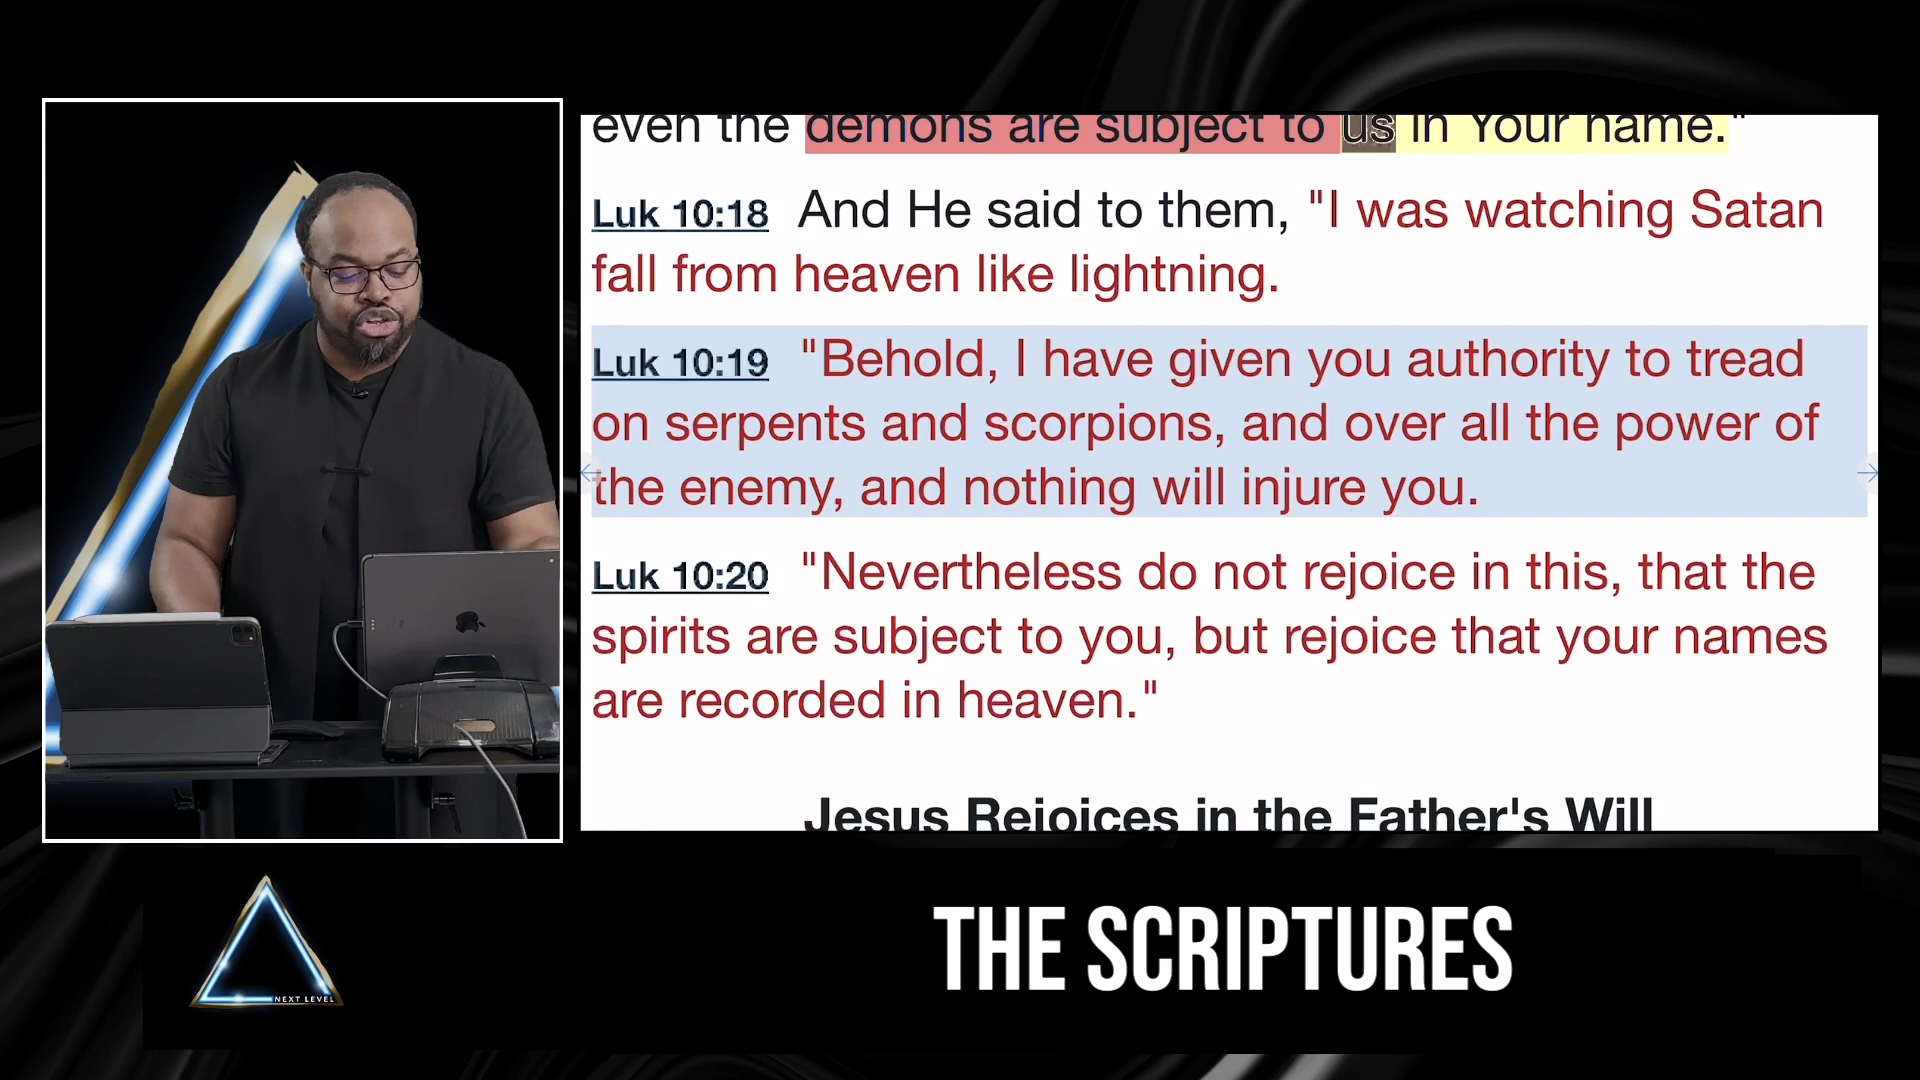 even the demons are subject to us in Your name."
Luk 10:18 And He said to them, "I was watching Satan
fall from heaven like lightning.
Luk 10:19 "Behold, I have given you authority to tread
on serpents and scorpions, and over all the power of
the enemy, and nothing will injure you.
Luk 10:20 "Nevertheless do not rejoice in this, that the
spirits are subject to you, but rejoice that your names
are recorded in heaven."
Jesus Rejoices in the Father's Will
NEXT LEVEL
THE SCRIPTURES